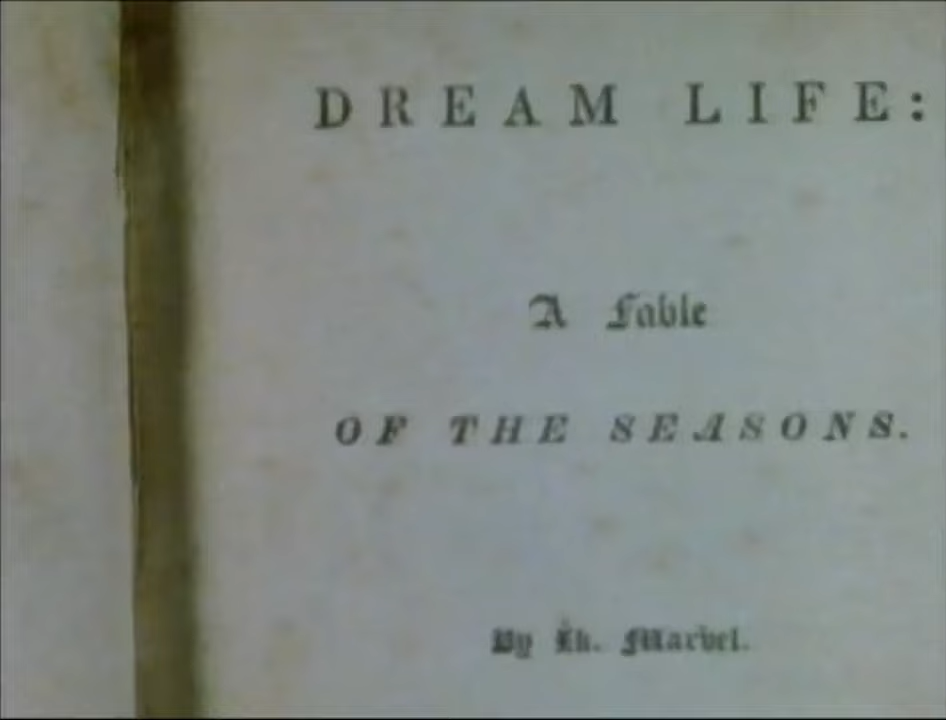 DREAM LIFE:
A Fable
OF THE SEASONS.
By Ik. Marvel.